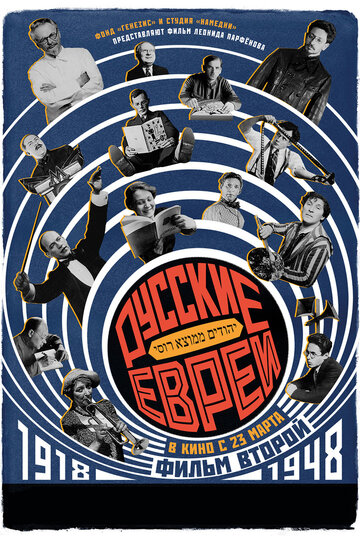 ФОНД «ГЕНЕЗИС» И СТУДИЯ «НАМЕДНИ»
ПРЕДСТАВЛЯЮТ ФИЛЬМ ЛЕОНИДА ПАРФЁНОВА
РУССКИЕ
יהודים ממוצא רוסי
ЕВРЕИ
В КИНО С 23 МАРТА
ФИЛЬМ ВТОРОЙ
1918
1948